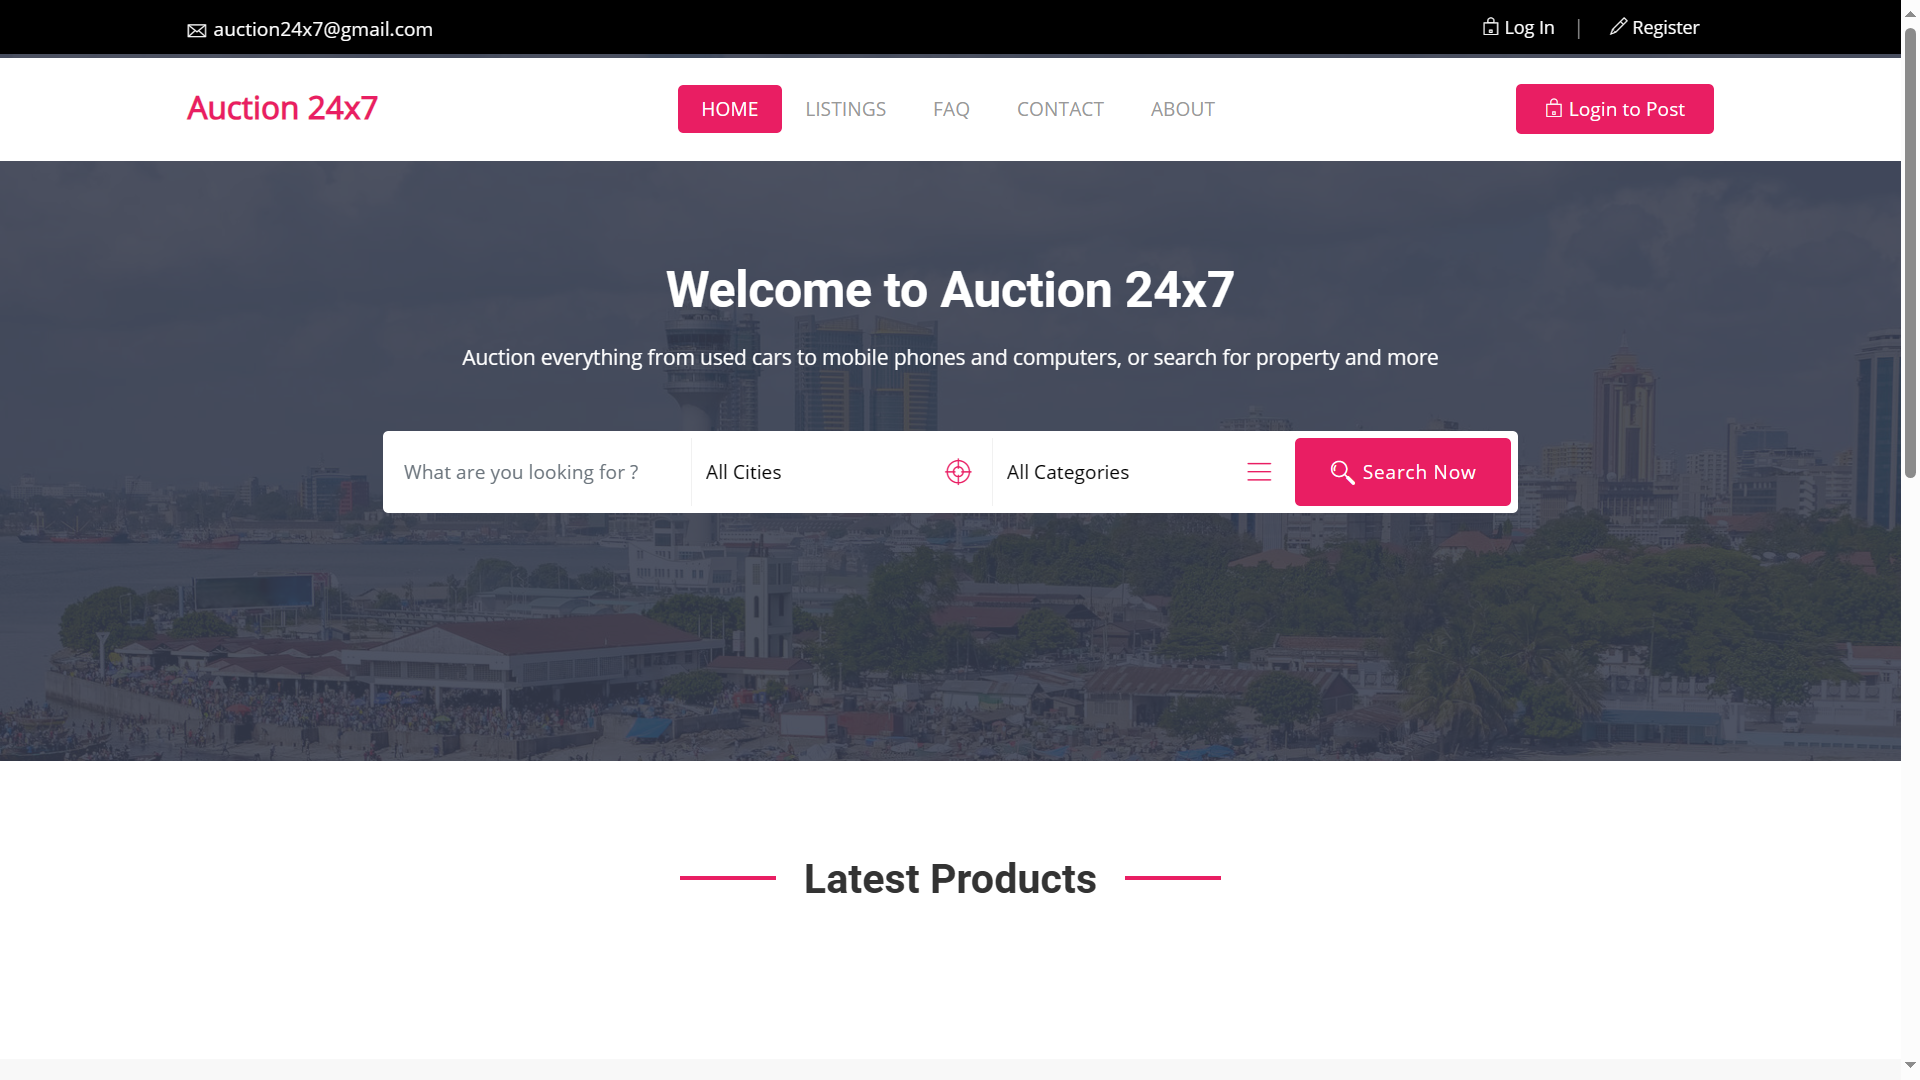 auction24x7@gmail.com
Log In | Register
Auction 24x7
HOME
LISTINGS
FAQ
CONTACT
ABOUT
Login to Post
Welcome to Auction 24x7
Auction everything from used cars to mobile phones and computers, or search for property and more
What are you looking for ?
All Cities
All Categories
Search Now
Latest Products